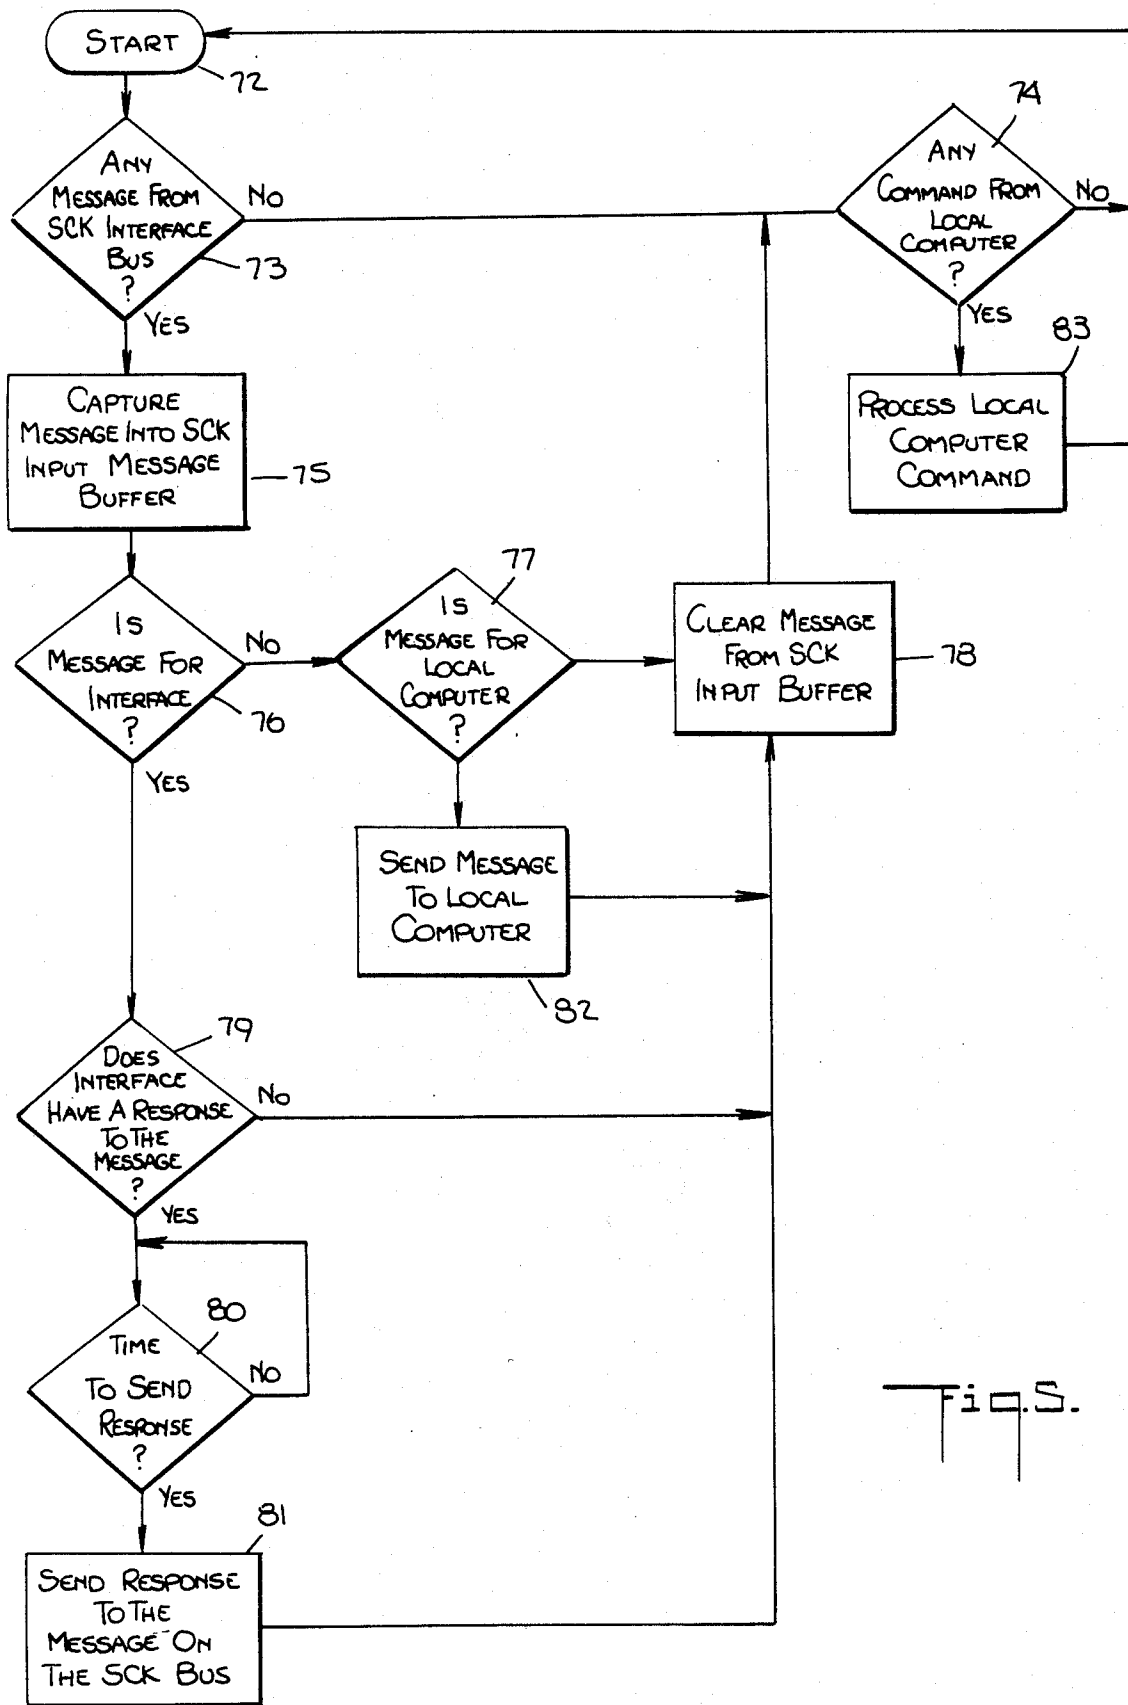 START
72
ANY
MESSAGE FROM
SCK INTERFACE
BUS
?
73
NO
YES
74
ANY
COMMAND FROM
LOCAL
COMPUTER
?
NO
YES
83
PROCESS LOCAL
COMPUTER
COMMAND
CAPTURE
MESSAGE INTO SCK
INPUT MESSAGE
BUFFER
75
IS
MESSAGE FOR
INTERFACE
?
76
NO
YES
77
IS
MESSAGE FOR
LOCAL
COMPUTER
?
CLEAR MESSAGE
FROM SCK
INPUT BUFFER
78
SEND MESSAGE
TO LOCAL
COMPUTER
82
79
DOES
INTERFACE
HAVE A RESPONSE
TO THE
MESSAGE
?
NO
YES
80
TIME
TO SEND
RESPONSE
?
NO
YES
81
SEND RESPONSE
TO THE
MESSAGE ON
THE SCK BUS
Fig.5.